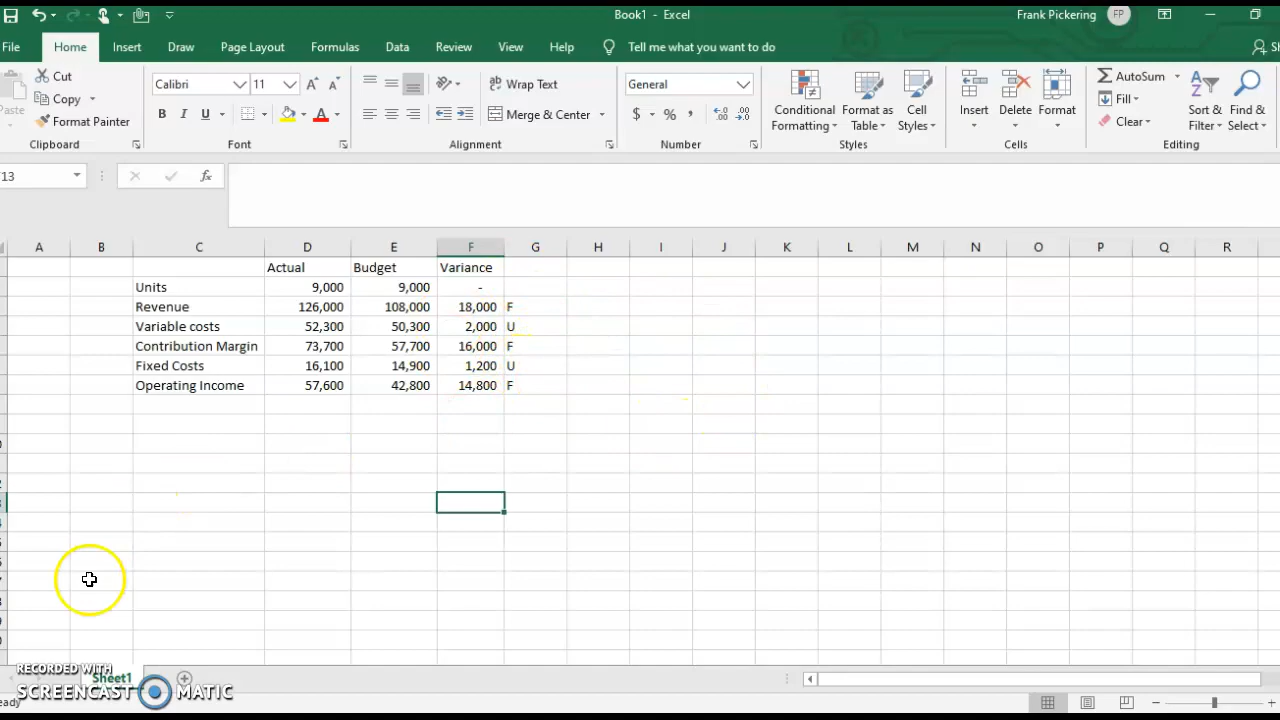 Book1 - Excel
Frank Pickering FP
File Home Insert Draw Page Layout Formulas Data Review View Help Tell me what you want to do
Cut
Copy
Format Painter
Clipboard
Calibri 11
B I U A
Font
Wrap Text
Merge & Center
Alignment
General
$ % ,
Number
Conditional Formatting
Format as Table
Cell Styles
Styles
Insert Delete Format
Cells
AutoSum
Fill
Clear
Sort & Filter
Find & Select
Editing
13 fx
A B C D E F G H I J K L M N O P Q R
Actual Budget Variance
Units 9,000 9,000 -
Revenue 126,000 108,000 18,000 F
Variable costs 52,300 50,300 2,000 U
Contribution Margin 73,700 57,700 16,000 F
Fixed Costs 16,100 14,900 1,200 U
Operating Income 57,600 42,800 14,800 F
RECORDED WITH
SCREENCAST MATIC
Sheet1